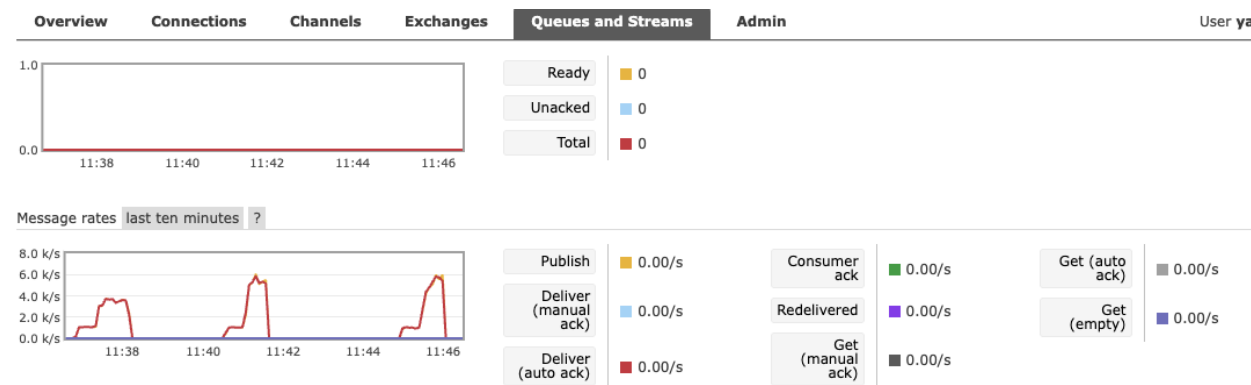 Overview Connections Channels Exchanges Queues and Streams Admin User ya
1.0
0.0
11:38 11:40 11:42 11:44 11:46
Ready 0
Unacked 0
Total 0
Message rates last ten minutes ?
8.0 k/s
6.0 k/s
4.0 k/s
2.0 k/s
0.0 k/s
11:38 11:40 11:42 11:44 11:46
Publish 0.00/s
Deliver
(manual
ack)
0.00/s
Deliver
(auto ack)
0.00/s
Consumer
ack
0.00/s
Redelivered 0.00/s
Get
(manual
ack)
0.00/s
Get (auto
ack)
0.00/s
Get
(empty)
0.00/s